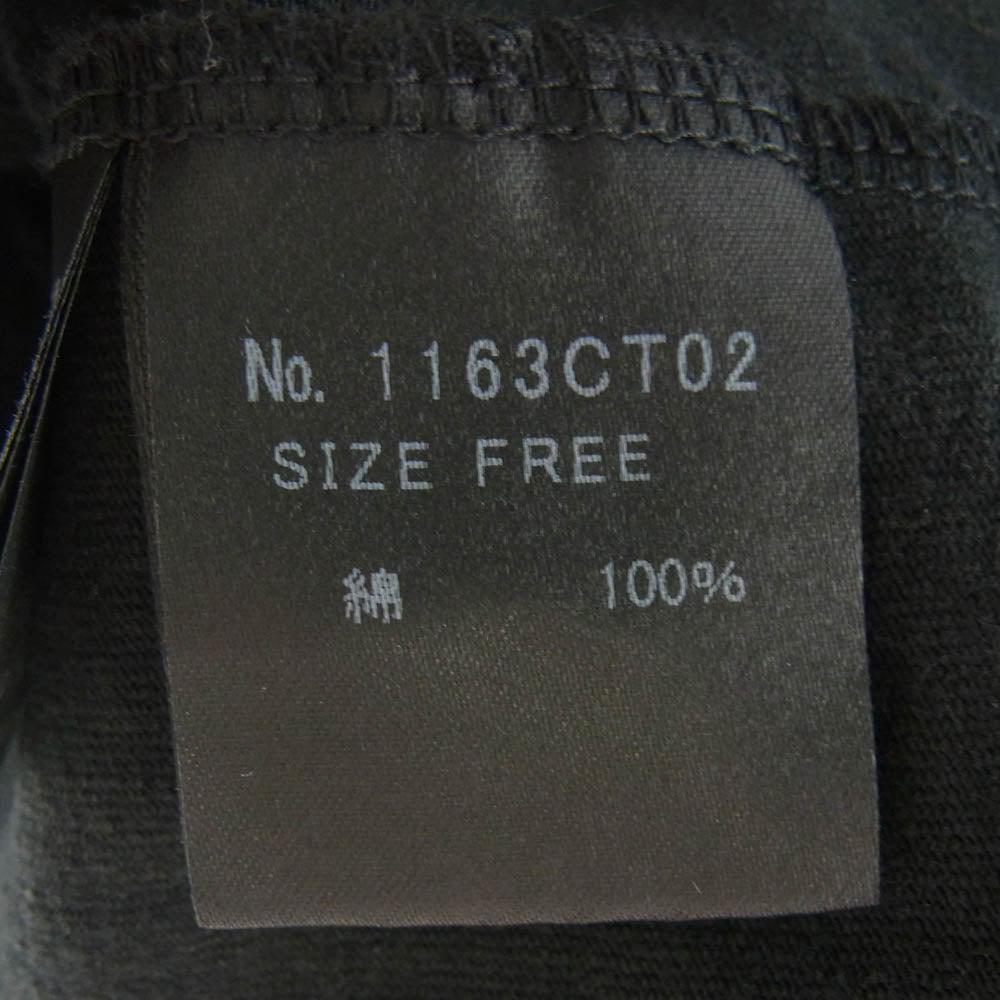 No. 1163CT02
SIZE FREE
綿 100%